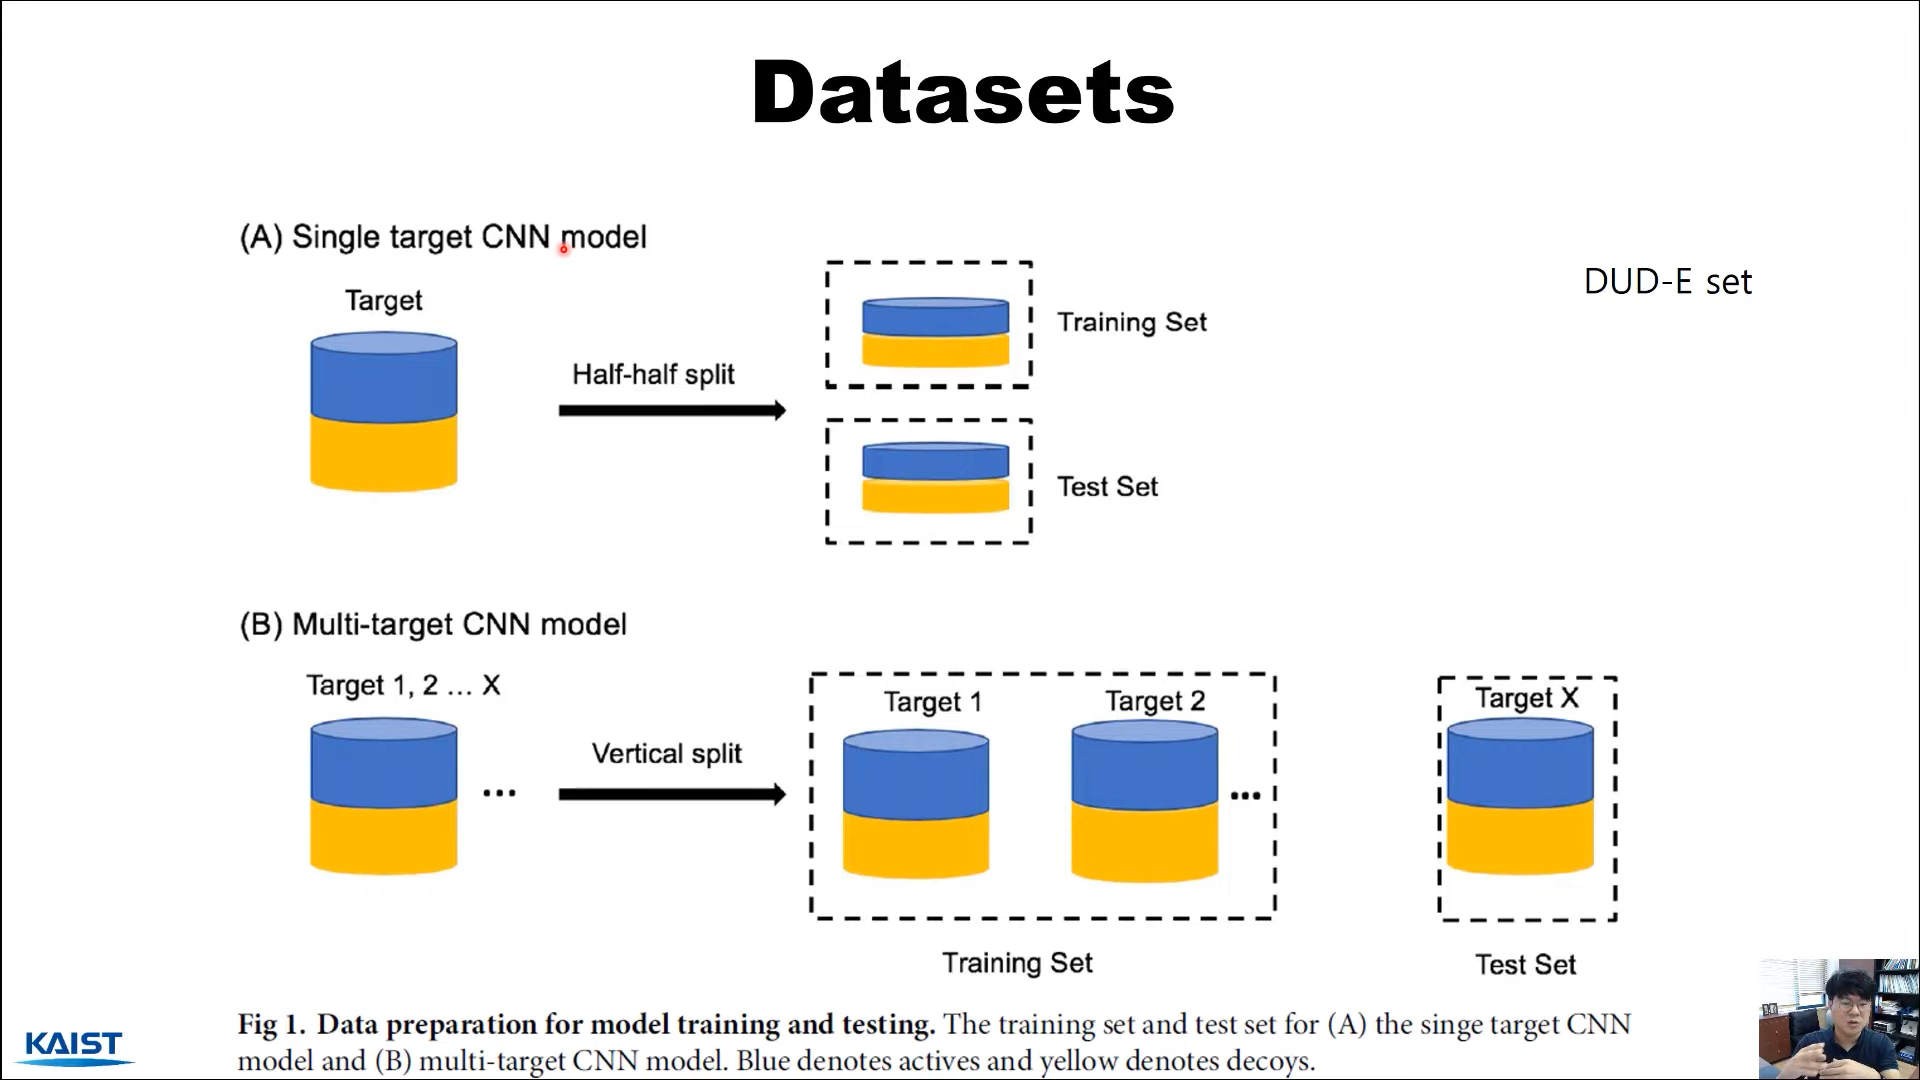 Datasets
(A) Single target CNN model
DUD-E set
Target
Half-half split
Training Set
Test Set
(B) Multi-target CNN model
Target 1, 2 ... X
...
Vertical split
Target 1
Target 2
...
Target X
Training Set
Test Set
Fig 1. Data preparation for model training and testing. The training set and test set for (A) the singe target CNN
model and (B) multi-target CNN model. Blue denotes actives and yellow denotes decoys.
KAIST